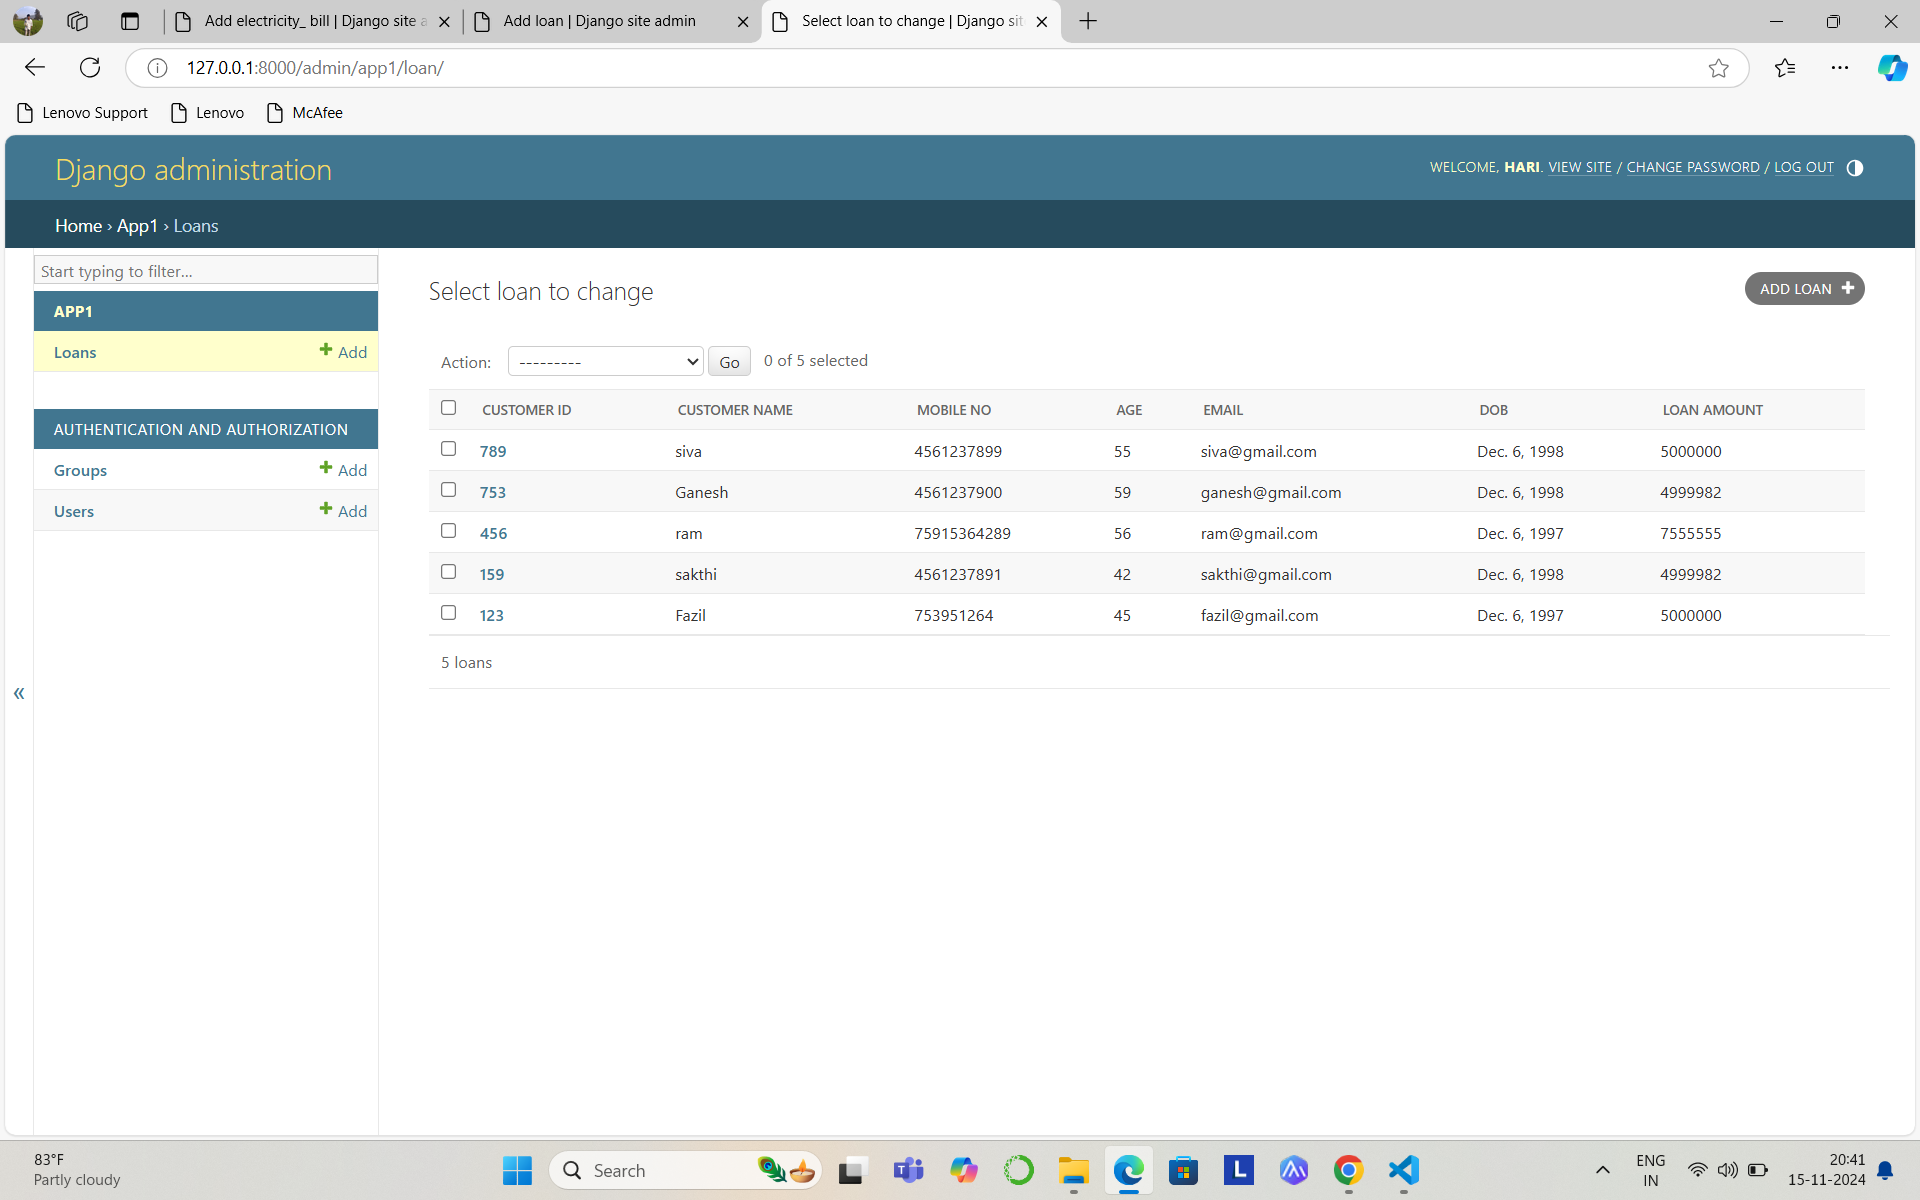 Add electricity_ bill | Django site a
Add loan | Django site admin
Select loan to change | Django sit
127.0.0.1:8000/admin/app1/loan/
Lenovo Support
Lenovo
McAfee
Django administration
WELCOME, HARI. VIEW SITE / CHANGE PASSWORD / LOG OUT
Home › App1 › Loans
Start typing to filter...
APP1
Loans + Add
AUTHENTICATION AND AUTHORIZATION
Groups + Add
Users + Add
«
Select loan to change
ADD LOAN +
Action: --------- Go 0 of 5 selected
CUSTOMER ID CUSTOMER NAME MOBILE NO AGE EMAIL DOB LOAN AMOUNT
789 siva 4561237899 55 siva@gmail.com Dec. 6, 1998 5000000
753 Ganesh 4561237900 59 ganesh@gmail.com Dec. 6, 1998 4999982
456 ram 75915364289 56 ram@gmail.com Dec. 6, 1997 7555555
159 sakthi 4561237891 42 sakthi@gmail.com Dec. 6, 1998 4999982
123 Fazil 753951264 45 fazil@gmail.com Dec. 6, 1997 5000000
5 loans
83°F
Partly cloudy
Search
L
ENG
IN
20:41
15-11-2024